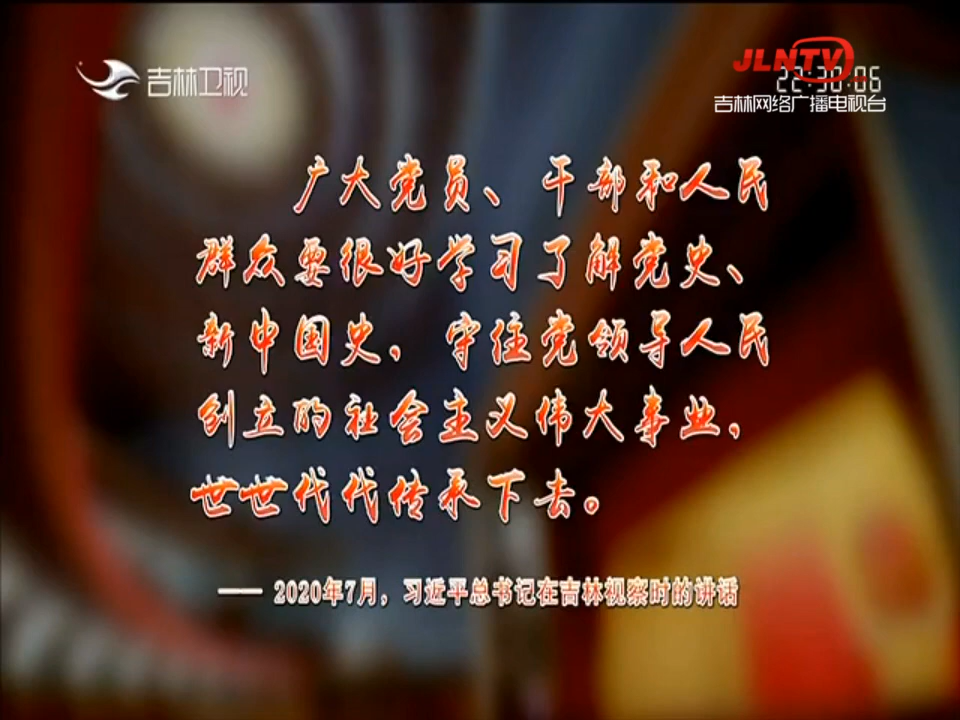 吉林卫视
JLNTV
22:30:06
吉林网络广播电视台
广大党员、干部和人民
群众要很好学习了解党史、
新中国史，守住党领导人民
创立的社会主义伟大事业，
世世代代传承下去。
—— 2020年7月，习近平总书记在吉林视察时的讲话